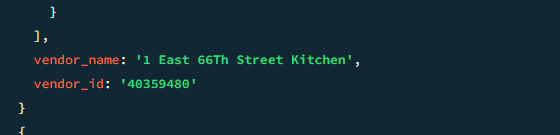 }
],
vendor_name: '1 East 66Th Street Kitchen',
vendor_id: '40359480'
}
{